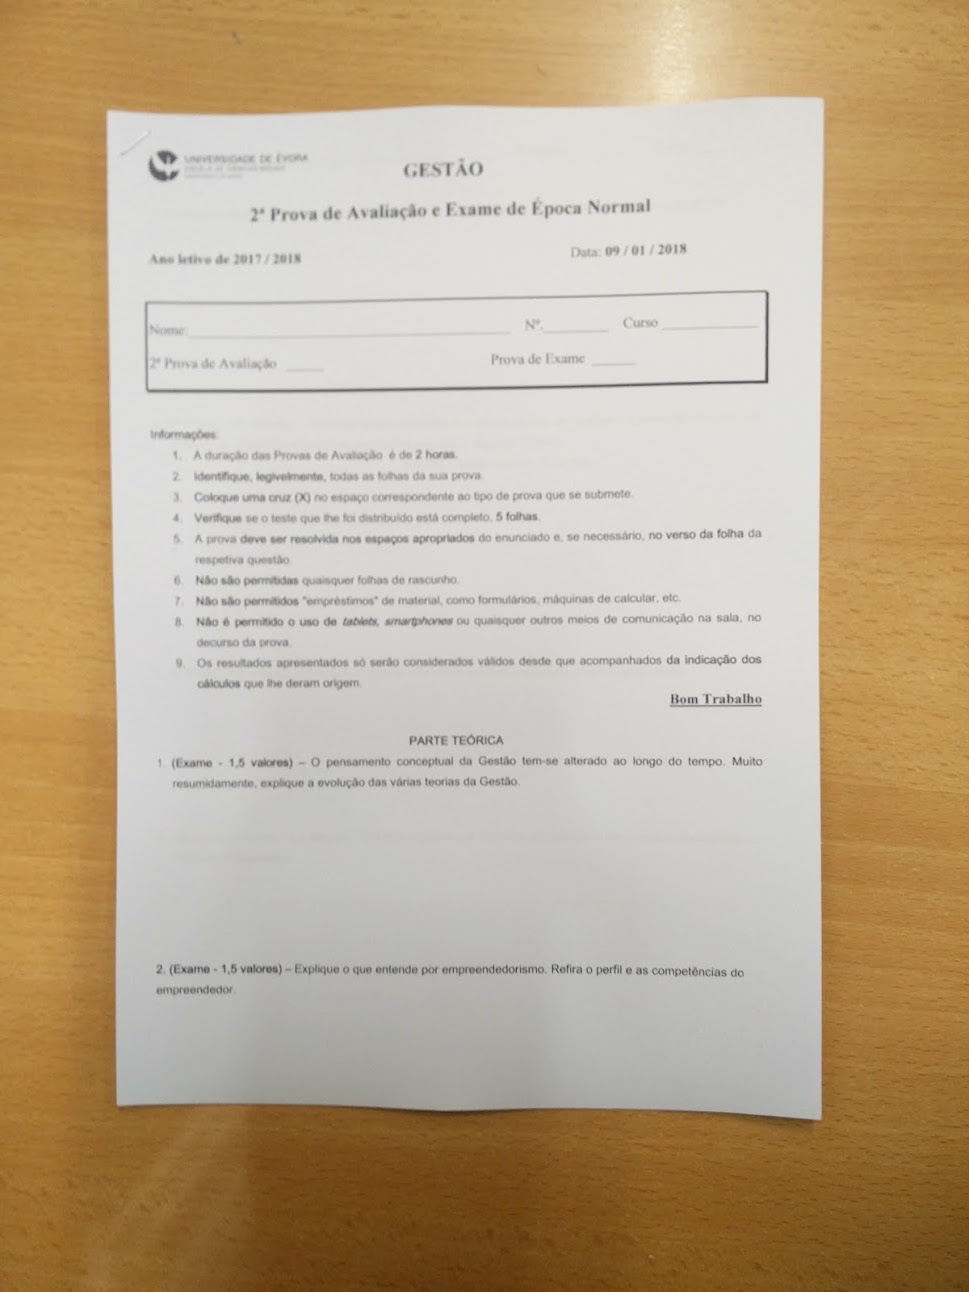 UNIVERSIDADE DE ÉVORA
GESTÃO
2ª Prova de Avaliação e Exame de Época Normal
Ano letivo de 2017 / 2018
Data: 09 / 01 / 2018
Nome: Nº. Curso
2ª Prova de Avaliação Prova de Exame
Informações:
1. A duração das Provas de Avaliação é de 2 horas.
2. Identifique, legivelmente, todas as folhas da sua prova.
3. Coloque uma cruz (X) no espaço correspondente ao tipo de prova que se submete.
4. Verifique se o teste que lhe foi distribuído está completo, 5 folhas.
5. A prova deve ser resolvida nos espaços apropriados do enunciado e, se necessário, no verso da folha da
respetiva questão.
6. Não são permitidas quaisquer folhas de rascunho.
7. Não são permitidos "empréstimos" de material, como formulários, máquinas de calcular, etc.
8. Não é permitido o uso de tablets, smartphones ou quaisquer outros meios de comunicação na sala, no
decurso da prova.
9. Os resultados apresentados só serão considerados válidos desde que acompanhados da indicação dos
cálculos que lhe deram origem.
Bom Trabalho
PARTE TEÓRICA
1. (Exame - 1,5 valores) – O pensamento conceptual da Gestão tem-se alterado ao longo do tempo. Muito
resumidamente, explique a evolução das várias teorias da Gestão.
2. (Exame - 1,5 valores) – Explique o que entende por empreendedorismo. Refira o perfil e as competências do
empreendedor.